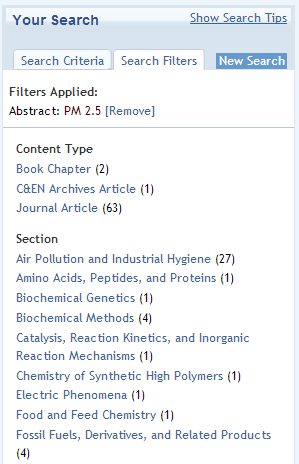 Your Search
Show Search Tips
Search Criteria
Search Filters
New Search
Filters Applied:
Abstract: PM 2.5 [Remove]
Content Type
Book Chapter (2)
C&EN Archives Article (1)
Journal Article (63)
Section
Air Pollution and Industrial Hygiene (27)
Amino Acids, Peptides, and Proteins (1)
Biochemical Genetics (1)
Biochemical Methods (4)
Catalysis, Reaction Kinetics, and Inorganic
Reaction Mechanisms (1)
Chemistry of Synthetic High Polymers (1)
Electric Phenomena (1)
Food and Feed Chemistry (1)
Fossil Fuels, Derivatives, and Related Products
(4)